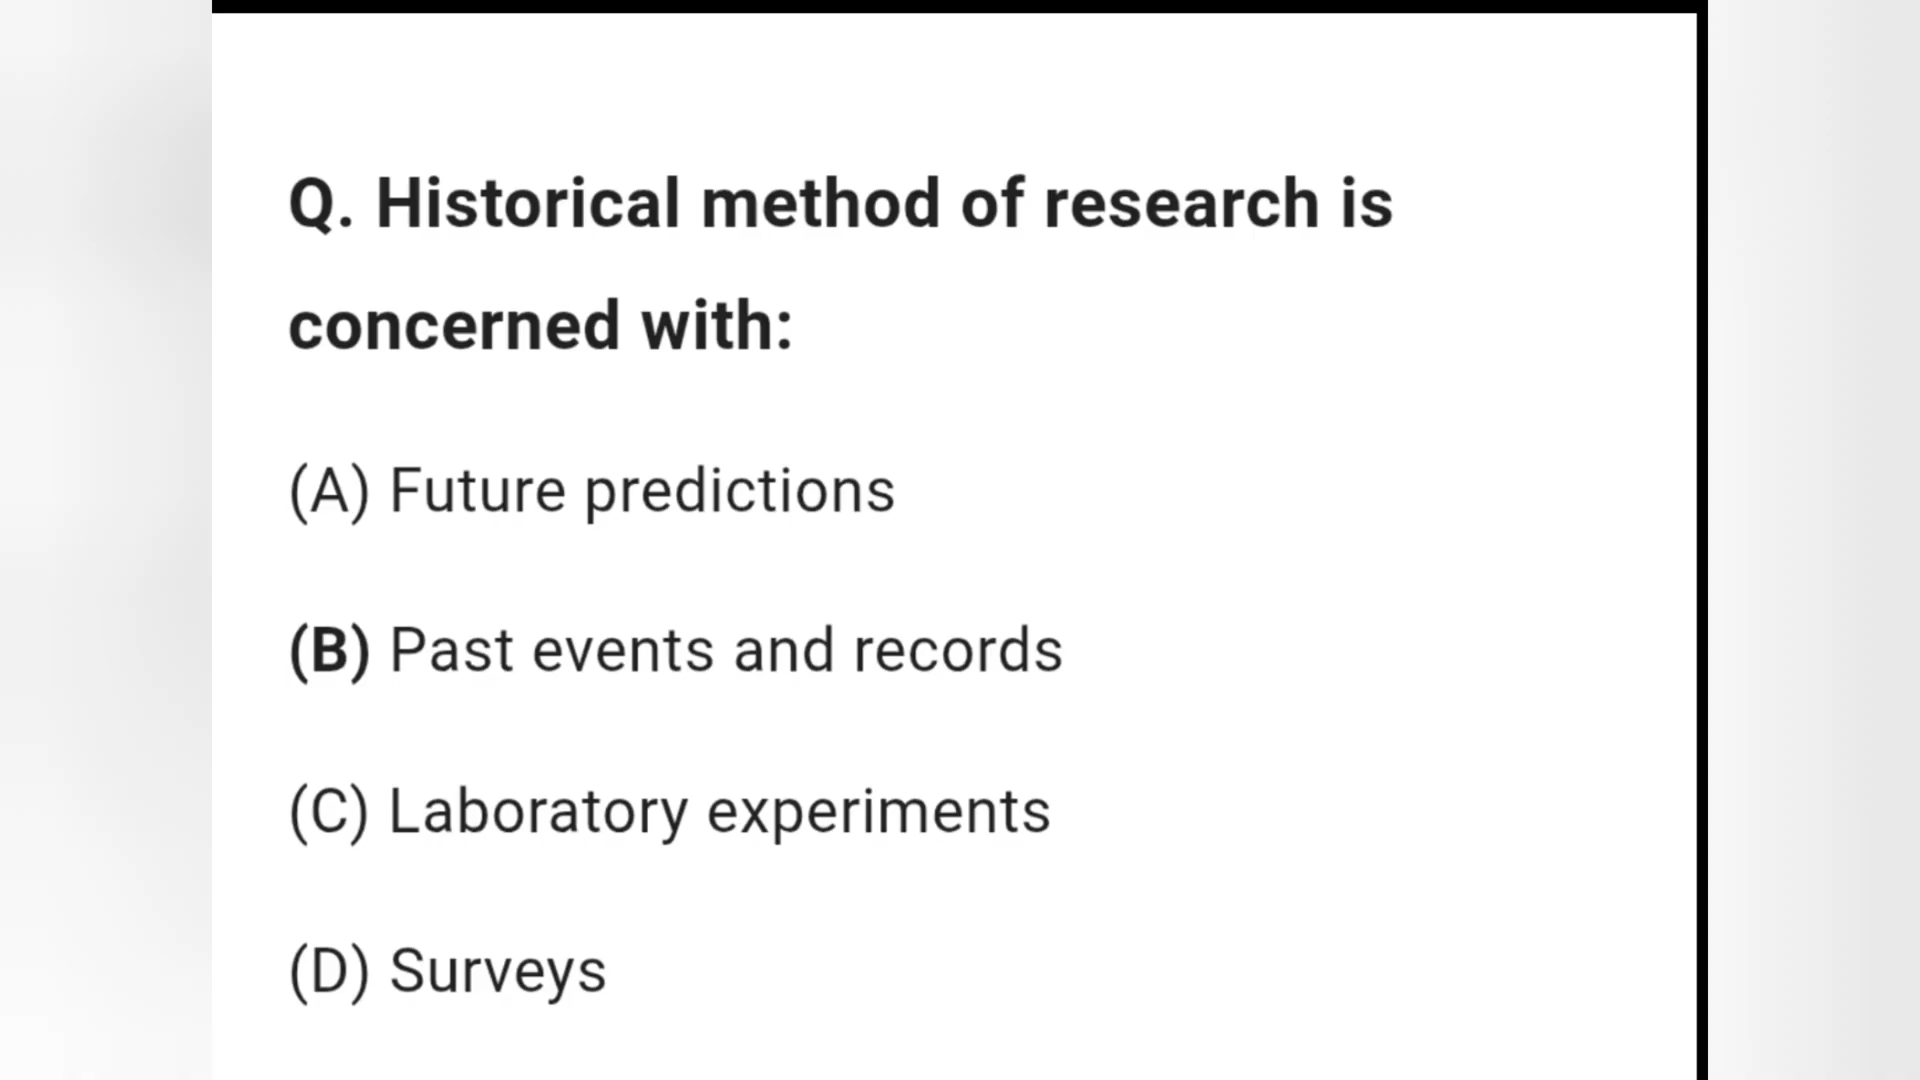 Q. Historical method of research is
concerned with:
(A) Future predictions
(B) Past events and records
(C) Laboratory experiments
(D) Surveys